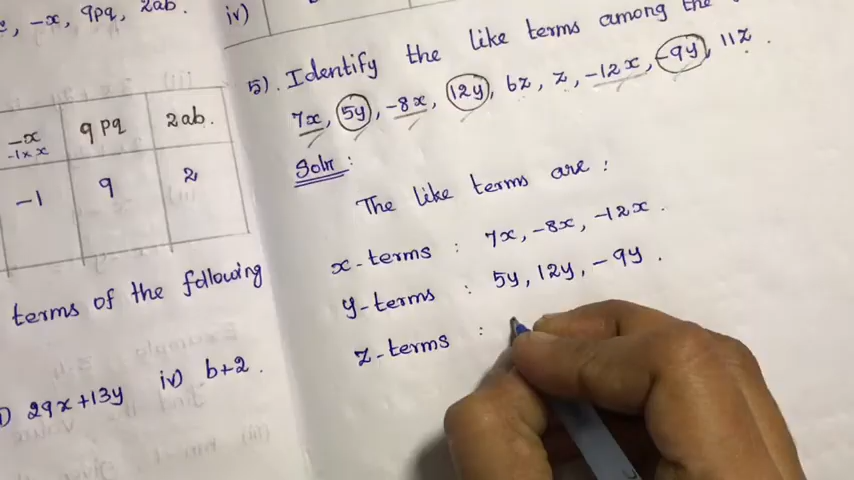 , -x, 9pq, 2ab.
-x
-1 x x
9pq
2ab.
-1
9
2
terms of the following
) 29x+13y iv) b+2.
iv)
5). Identify the like terms among the
7x, 5y, -8x, 12y, 6z, z, -12x, -9y, 11z.
Soln :
The like terms are :
x-terms : 7x, -8x, -12x.
y-terms : 5y, 12y, -9y.
z-terms :